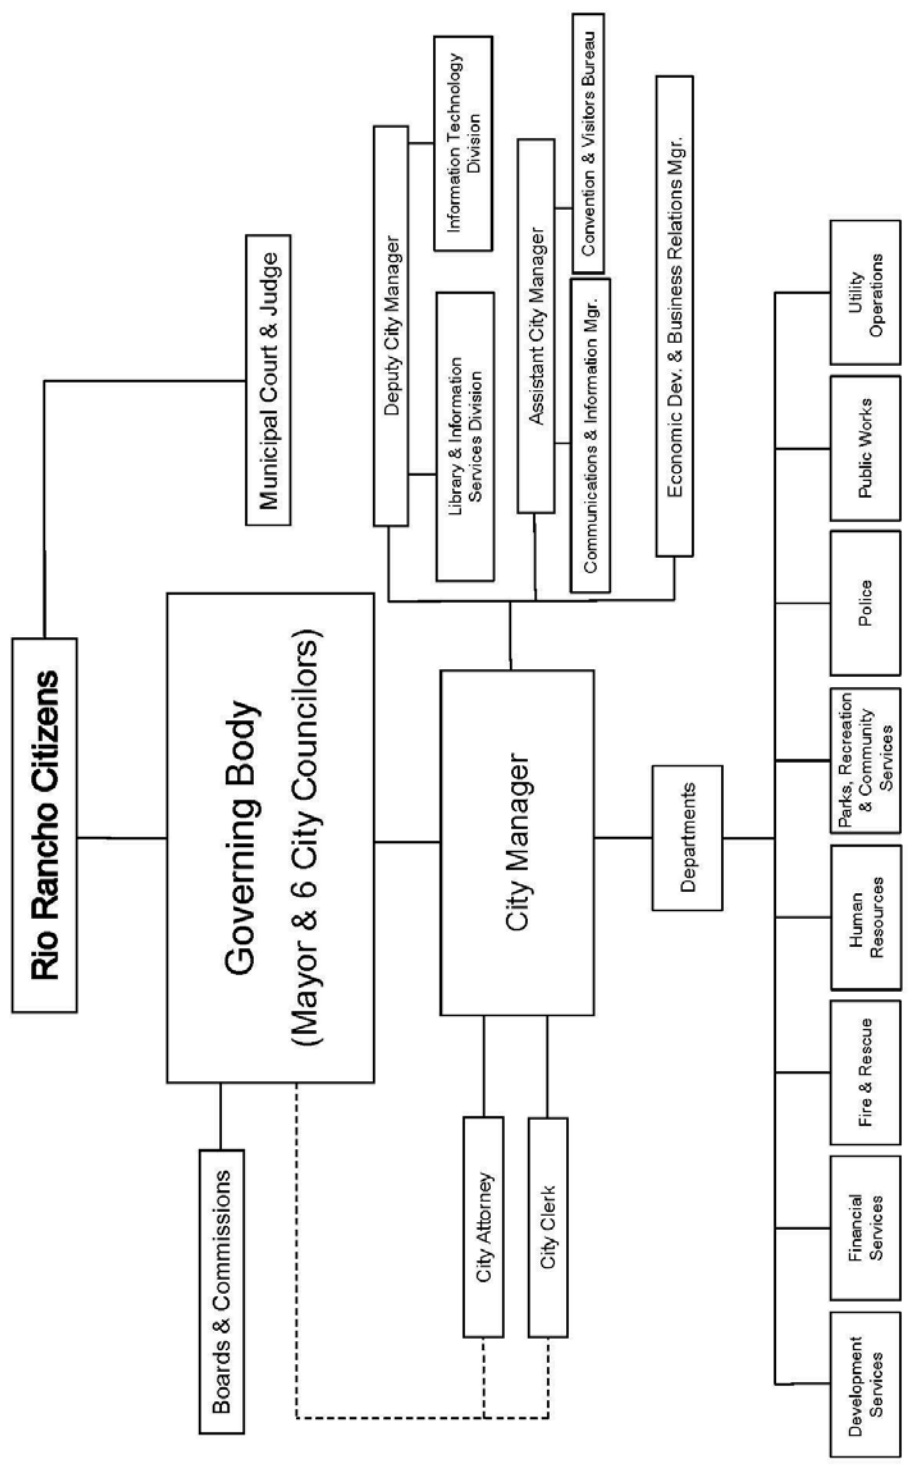 Rio Rancho Citizens
Municipal Court & Judge
Governing Body
(Mayor & 6 City Councilors)
Boards & Commissions
City Manager
City Attorney
City Clerk
Deputy City Manager
Library & Information
Services Division
Information Technology
Division
Assistant City Manager
Communications & Information Mgr.
Convention & Visitors Bureau
Economic Dev. & Business Relations Mgr.
Departments
Development
Services
Financial
Services
Fire & Rescue
Human
Resources
Parks, Recreation
& Community
Services
Police
Public Works
Utility
Operations